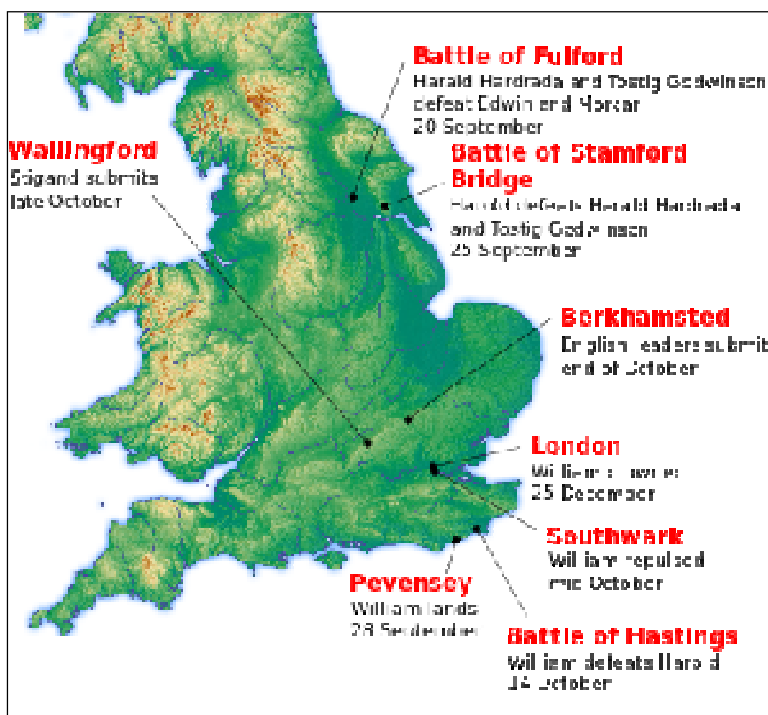 Battle of Fulford
Harald Hardrada and Tostig Godwinson
defeat Edwin and Morcar
20 September
Wallingford
Stigand submits
late October
Battle of Stamford
Bridge
Harold defeats Harald Hardrada
and Tostig Godwinson
25 September
Berkhamsted
English leaders submit
end of October
London
William crowned
25 December
Southwark
William repulsed
mid October
Pevensey
William lands
28 September
Battle of Hastings
William defeats Harold
14 October